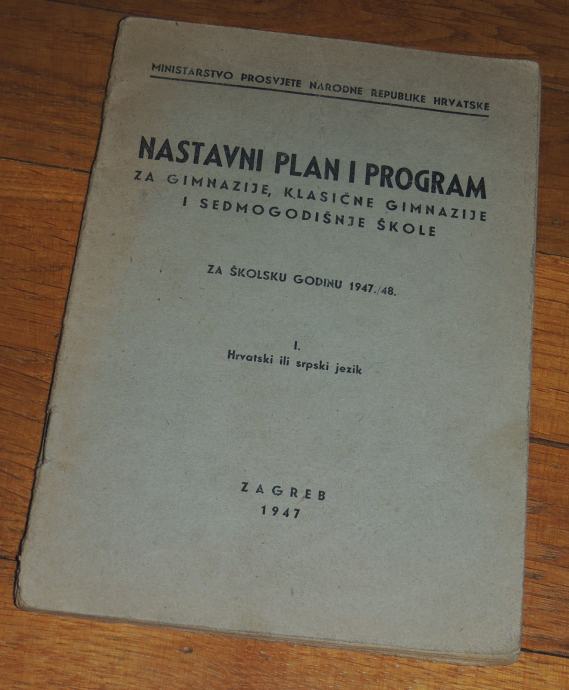 MINISTARSTVO PROSVJETE NARODNE REPUBLIKE HRVATSKE
NASTAVNI PLAN I PROGRAM
ZA GIMNAZIJE, KLASIČNE GIMNAZIJE
I SEDMOGODIŠNJE ŠKOLE
ZA ŠKOLSKU GODINU 1947./48.
I.
Hrvatski ili srpski jezik
ZAGREB
1947